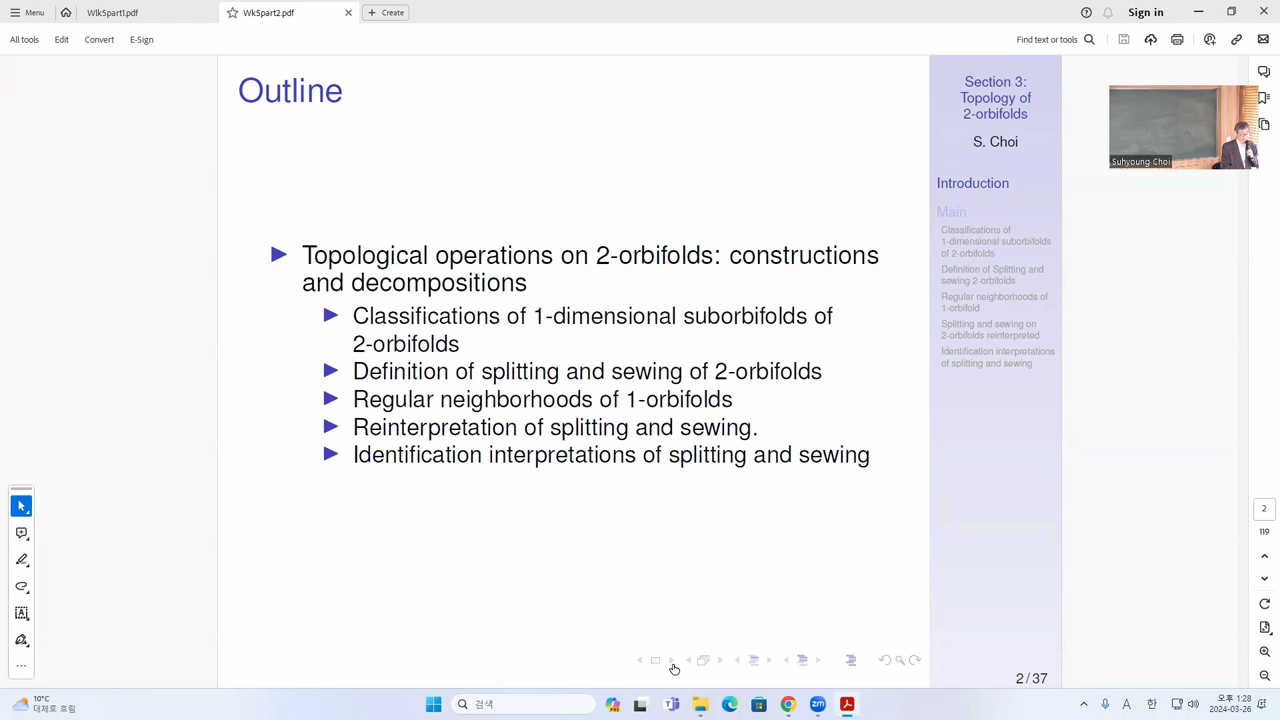 Menu
Wlk5part1.pdf
Wk5part2.pdf
Create
Sign in
All tools
Edit
Convert
E-Sign
Find text or tools
Outline
Topological operations on 2-orbifolds: constructions
and decompositions
Classifications of 1-dimensional suborbifolds of
2-orbifolds
Definition of splitting and sewing of 2-orbifolds
Regular neighborhoods of 1-orbifolds
Reinterpretation of splitting and sewing.
Identification interpretations of splitting and sewing
Section 3:
Topology of
2-orbifolds
S. Choi
Introduction
Main
Classifications of
1-dimensional suborbifolds
of 2-orbifolds
Definition of Splitting and
sewing 2-orbifolds
Regular neighborhoods of
1-orbifold
Splitting and sewing on
2-orbifolds reinterpreted
Identification interpretations
of splitting and sewing
Suhyoung Choi
2
119
2 / 37
10°C
대체로 흐림
검색
A
한
오후 1:28
2024-03-26